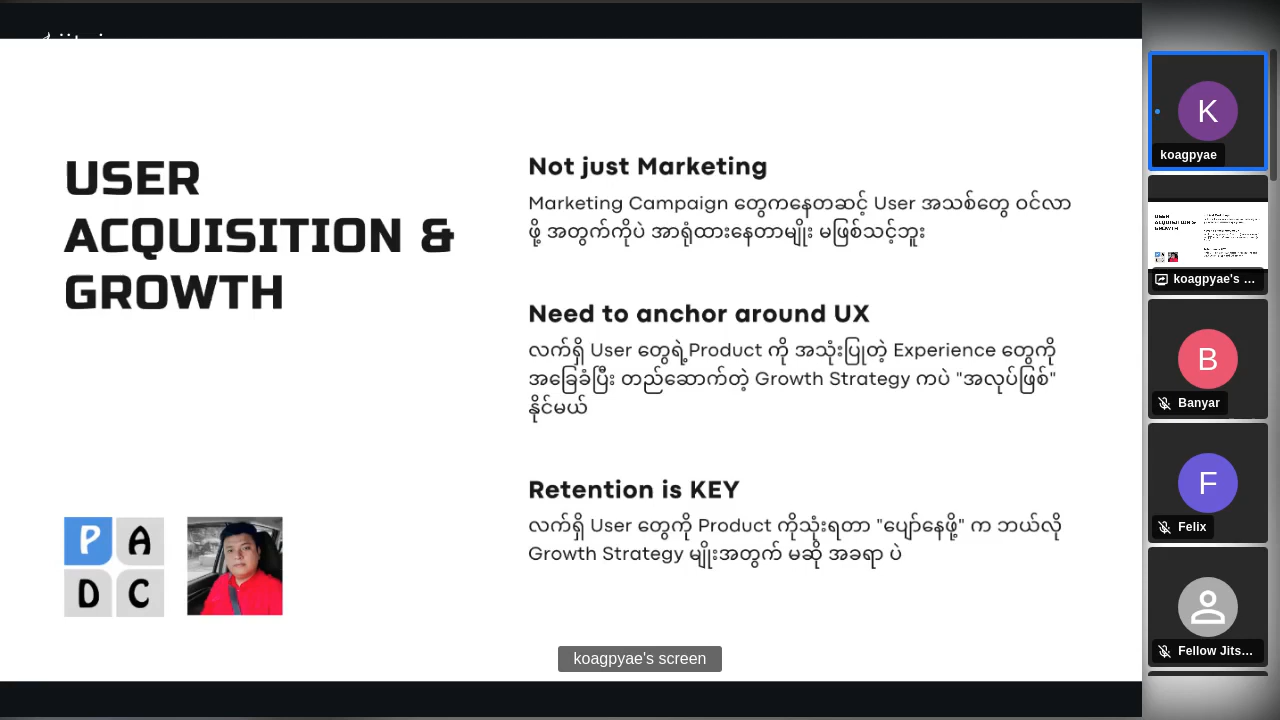 USER
ACQUISITION &
GROWTH
Not just Marketing
Marketing Campaign တွေကနေတဆင့် User အသစ်တွေ ဝင်လာ
ဖို့ အတွက်ကိုပဲ အာရုံထားနေတာမျိုး မဖြစ်သင့်ဘူး
Need to anchor around UX
လက်ရှိ User တွေရဲ့Product ကို အသုံးပြုတဲ့ Experience တွေကို
အခြေခံပြီး တည်ဆောက်တဲ့ Growth Strategy ကပဲ "အလုပ်ဖြစ်"
နိုင်မယ်
Retention is KEY
လက်ရှိ User တွေကို Product ကိုသုံးရတာ "ပျော်နေဖို့" က ဘယ်လို
Growth Strategy မျိုးအတွက် မဆို အခရာ ပဲ
P A
D C
koagpyae's screen
K
koagpyae
koagpyae's ...
B
Banyar
F
Felix
Fellow Jits...